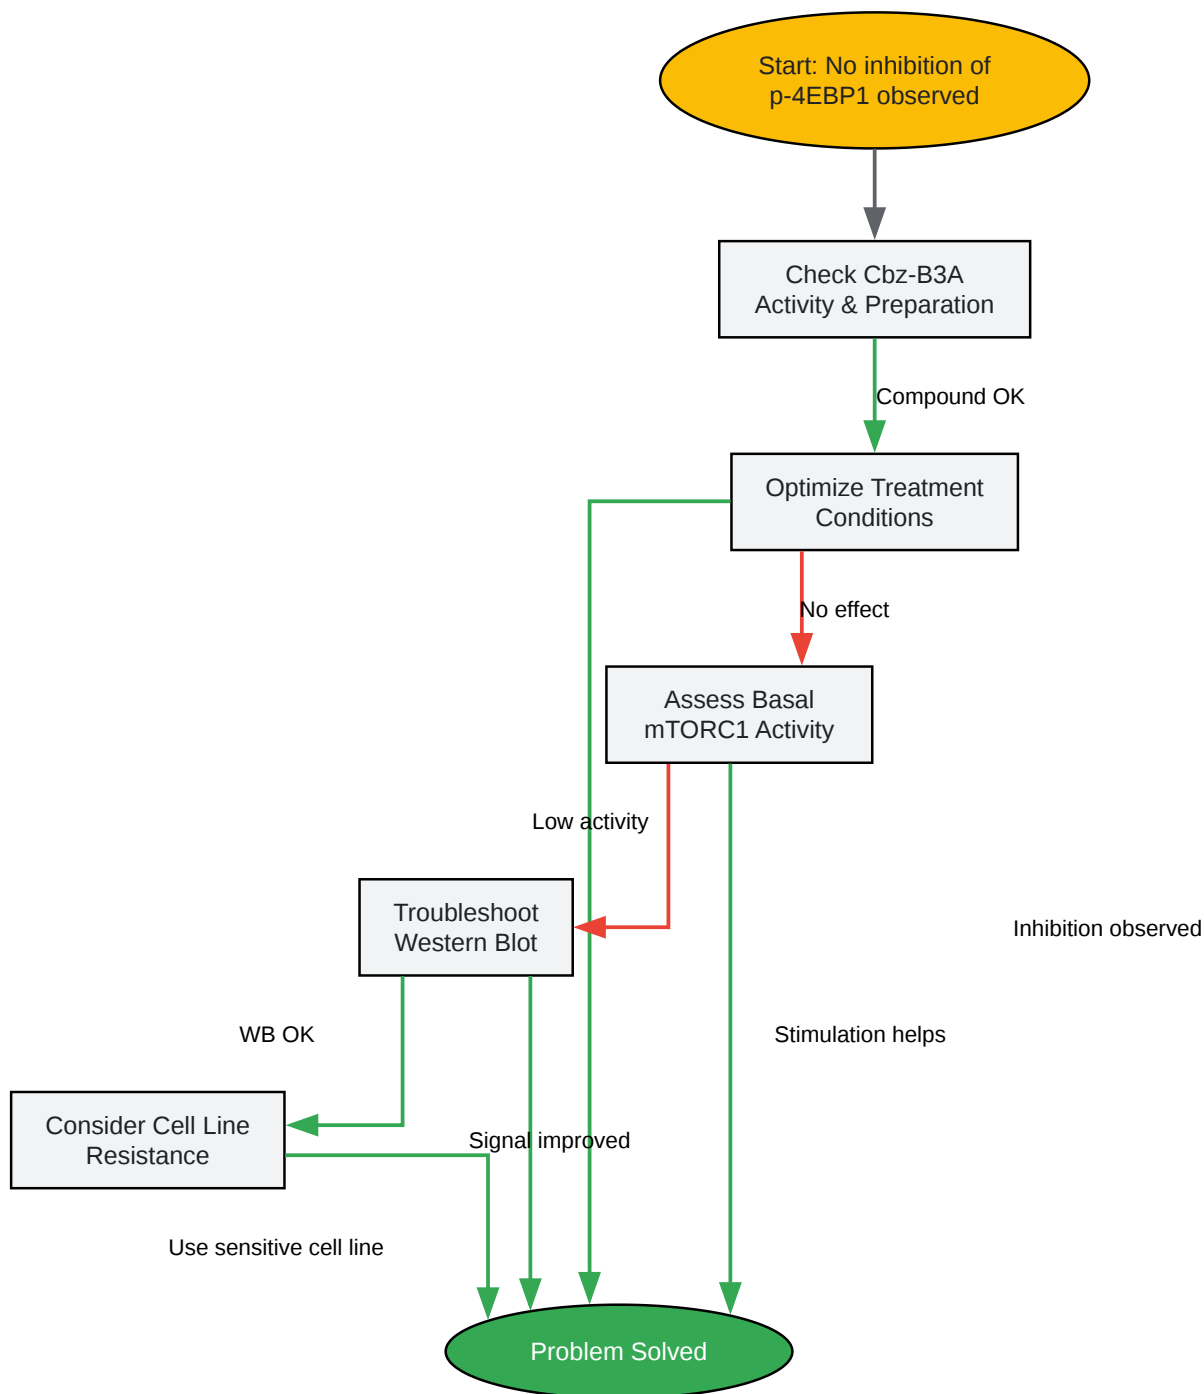 Start: No inhibition of
p-4EBP1 observed
Check Cbz-B3A
Activity & Preparation
Compound OK
Optimize Treatment
Conditions
No effect
Assess Basal
mTORC1 Activity
Low activity
Troubleshoot
Western Blot
Inhibition observed
WB OK
Stimulation helps
Consider Cell Line
Resistance
Signal improved
Use sensitive cell line
Problem Solved